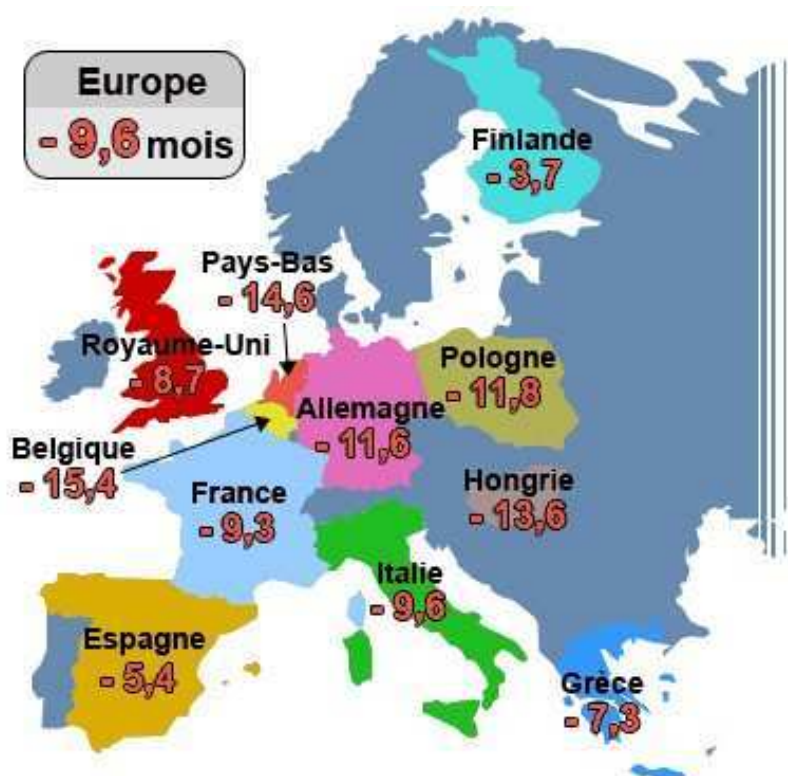 Europe
- 9,6 mois
Finlande
- 3,7
Pays-Bas
- 14,6
Royaume-Uni
- 8,7
Pologne
- 11,8
Allemagne
- 11,6
Belgique
- 15,4
France
- 9,3
Hongrie
- 13,6
Italie
- 9,6
Espagne
- 5,4
Grèce
- 7,3